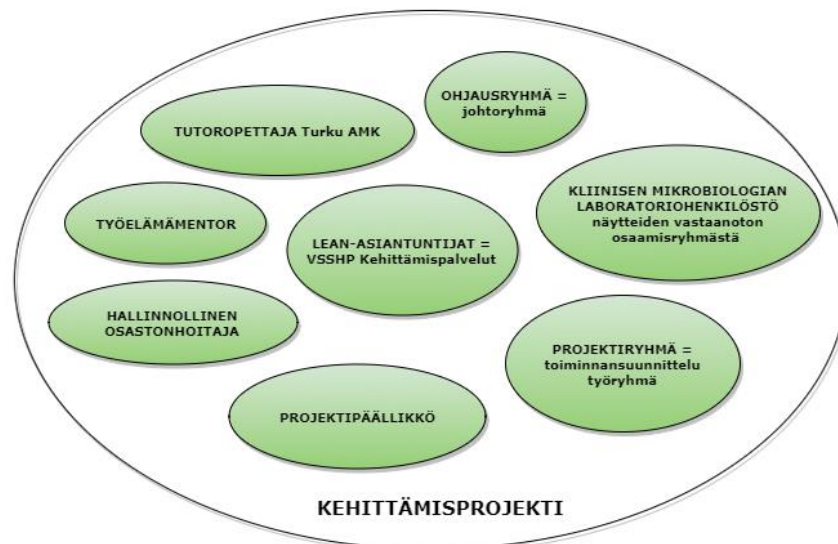 OHJAUSRYHMÄ =
johtoryhmä
TUTOROPETTAJA Turku AMK
KLIINISEN MIKROBIOLOGIAN
LABORATORIOHENKILÖSTÖ
näytteiden vastaanoton
osaamisryhmästä
TYÖELÄMÄMENTOR
LEAN-ASIANTUNTIJAT =
VSSHP Kehittämispalvelut
HALLINNOLLINEN
OSASTONHOITAJA
PROJEKTIRYHMÄ =
toiminnansuunnittelu
työryhmä
PROJEKTIPÄÄLLIKKÖ
KEHITTÄMISPROJEKTI